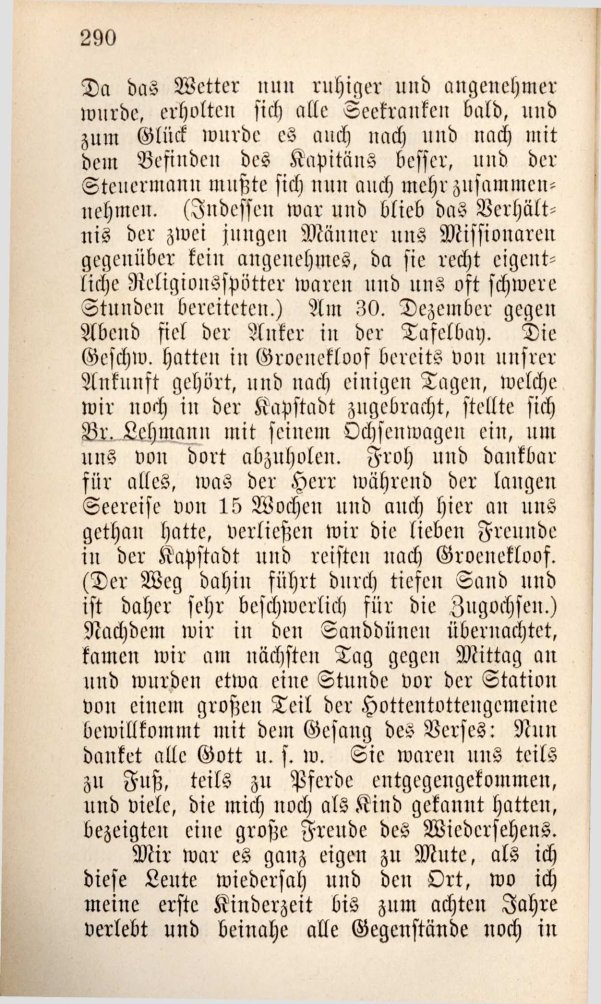 290
Da das Wetter nun ruhiger und angenehmer
wurde, erholten sich alle Seekranken bald, und
zum Glück wurde es auch nach und nach mit
dem Befinden des Kapitäns besser, und der
Steuermann mußte sich nun auch mehr zusammen-
nehmen. (Indessen war und blieb das Verhält-
nis der zwei jungen Männer uns Missionaren
gegenüber kein angenehmes, da sie recht eigent-
liche Religionsspötter waren und uns oft schwere
Stunden bereiteten.) Am 30. Dezember gegen
Abend fiel der Anker in der Tafelbay. Die
Geschw. hatten in Groenekloof bereits von unsrer
Ankunft gehört, und nach einigen Tagen, welche
wir noch in der Kapstadt zugebracht, stellte sich
Br. Lehmann mit seinem Ochsenwagen ein, um
uns von dort abzuholen. Froh und dankbar
für alles, was der Herr während der langen
Seereise von 15 Wochen und auch hier an uns
gethan hatte, verließen wir die lieben Freunde
in der Kapstadt und reisten nach Groenekloof.
(Der Weg dahin führt durch tiefen Sand und
ist daher sehr beschwerlich für die Zugochsen.)
Nachdem wir in den Sanddünen übernachtet,
kamen wir am nächsten Tag gegen Mittag an
und wurden etwa eine Stunde vor der Station
von einem großen Teil der Hottentottengemeine
bewillkommt mit dem Gesang des Verses: Nun
danket alle Gott u. s. w. Sie waren uns teils
zu Fuß, teils zu Pferde entgegengekommen,
und viele, die mich noch als Kind gekannt hatten,
bezeigten eine große Freude des Wiedersehens.
Mir war es ganz eigen zu Mute, als ich
diese Leute wiedersah und den Ort, wo ich
meine erste Kinderzeit bis zum achten Jahre
verlebt und beinahe alle Gegenstände noch in